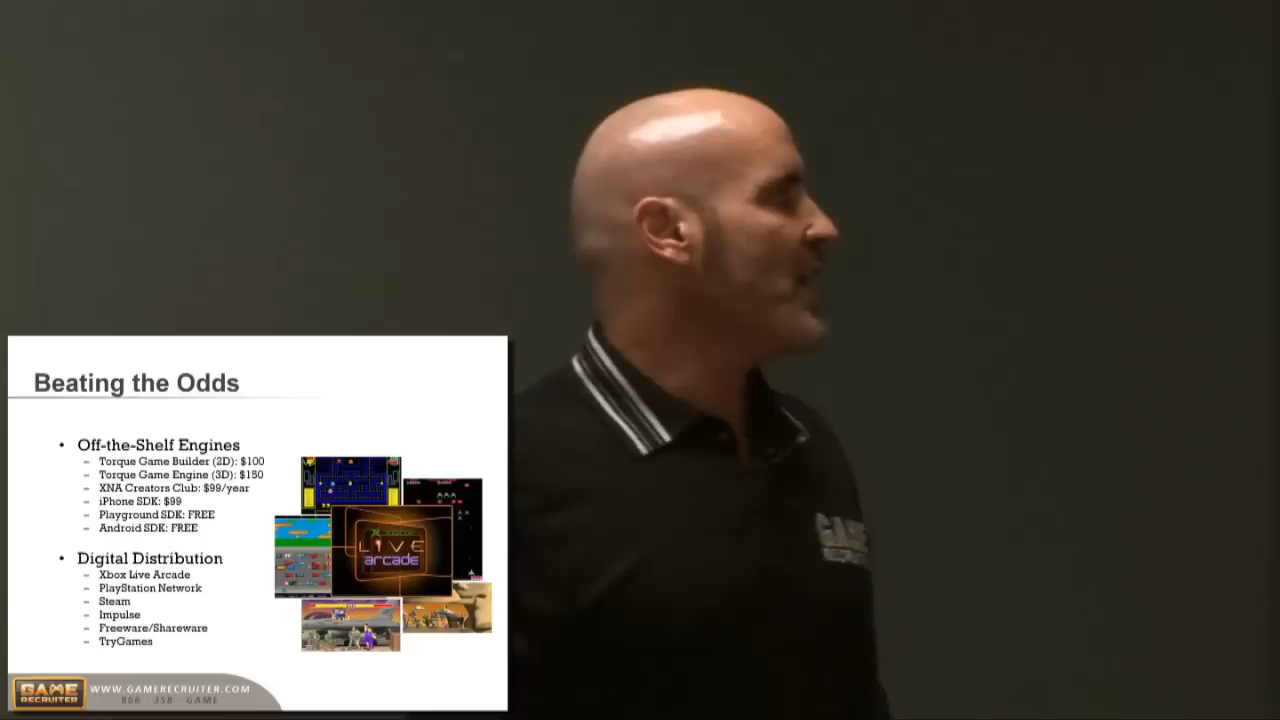 Beating the Odds
• Off-the-Shelf Engines
– Torque Game Builder (2D): $100
– Torque Game Engine (3D): $150
– XNA Creators Club: $99/year
– iPhone SDK: $99
– Playground SDK: FREE
– Android SDK: FREE
• Digital Distribution
– Xbox Live Arcade
– PlayStation Network
– Steam
– Impulse
– Freeware/Shareware
– TryGames
LIVE
arcade
GAME
RECRUITER
WWW.GAMERECRUITER.COM
866 - JSB - GAME